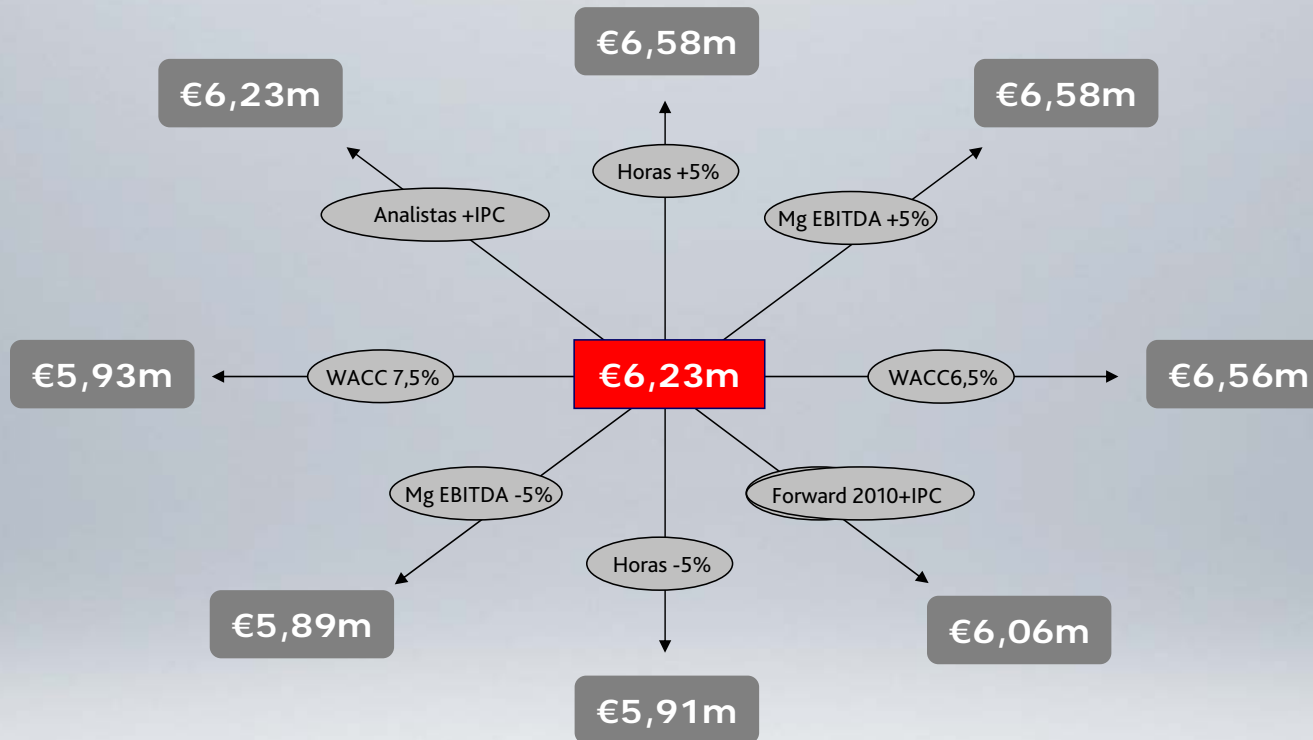 €6,58m
€6,23m
€6,58m
Horas +5%
Analistas +IPC
Mg EBITDA +5%
€5,93m
WACC 7,5%
€6,23m
WACC6,5%
€6,56m
Mg EBITDA -5%
Forward 2010+IPC
Horas -5%
€5,89m
€6,06m
€5,91m